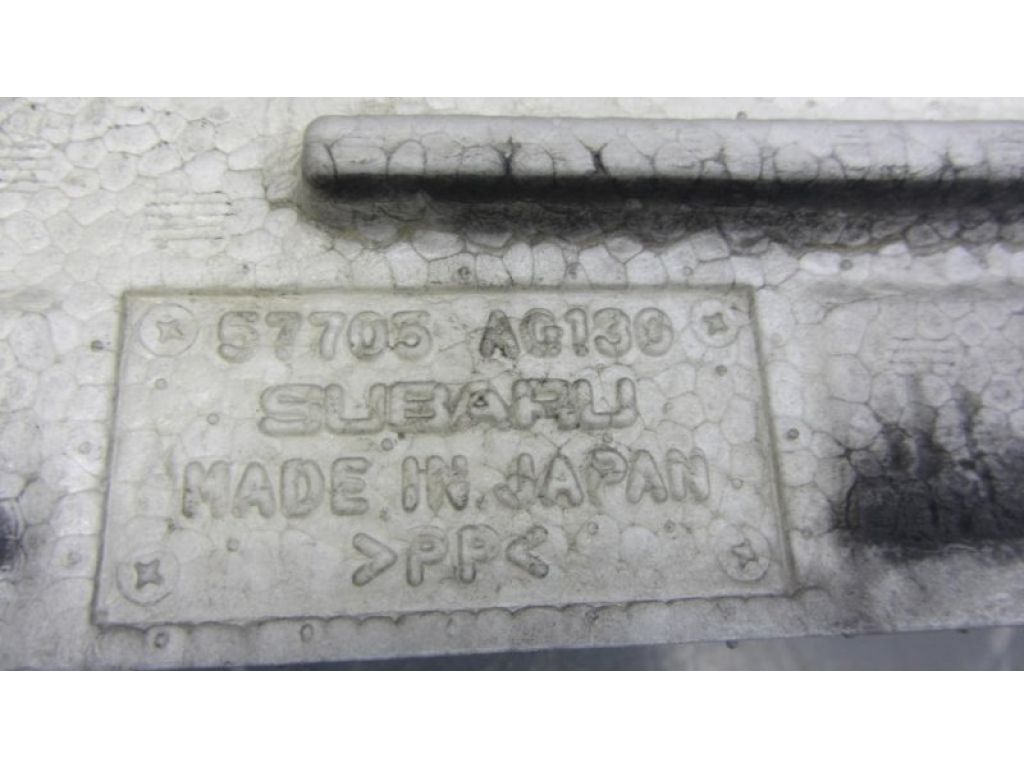 57705 AG130
SUBARU
MADE IN JAPAN
>PP<